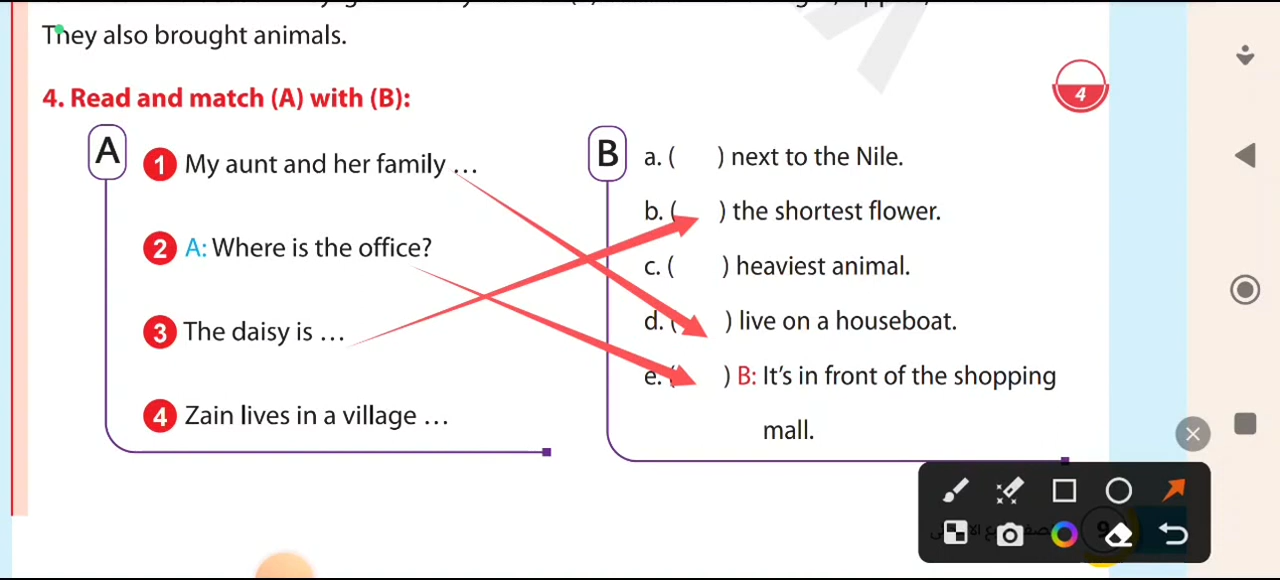 They also brought animals.
4. Read and match (A) with (B):
4
A
1 My aunt and her family …
2 A: Where is the office?
3 The daisy is …
4 Zain lives in a village …
B
a. ( ) next to the Nile.
b. ( ) the shortest flower.
c. ( ) heaviest animal.
d. ( ) live on a houseboat.
e. ( ) B: It's in front of the shopping
mall.
9